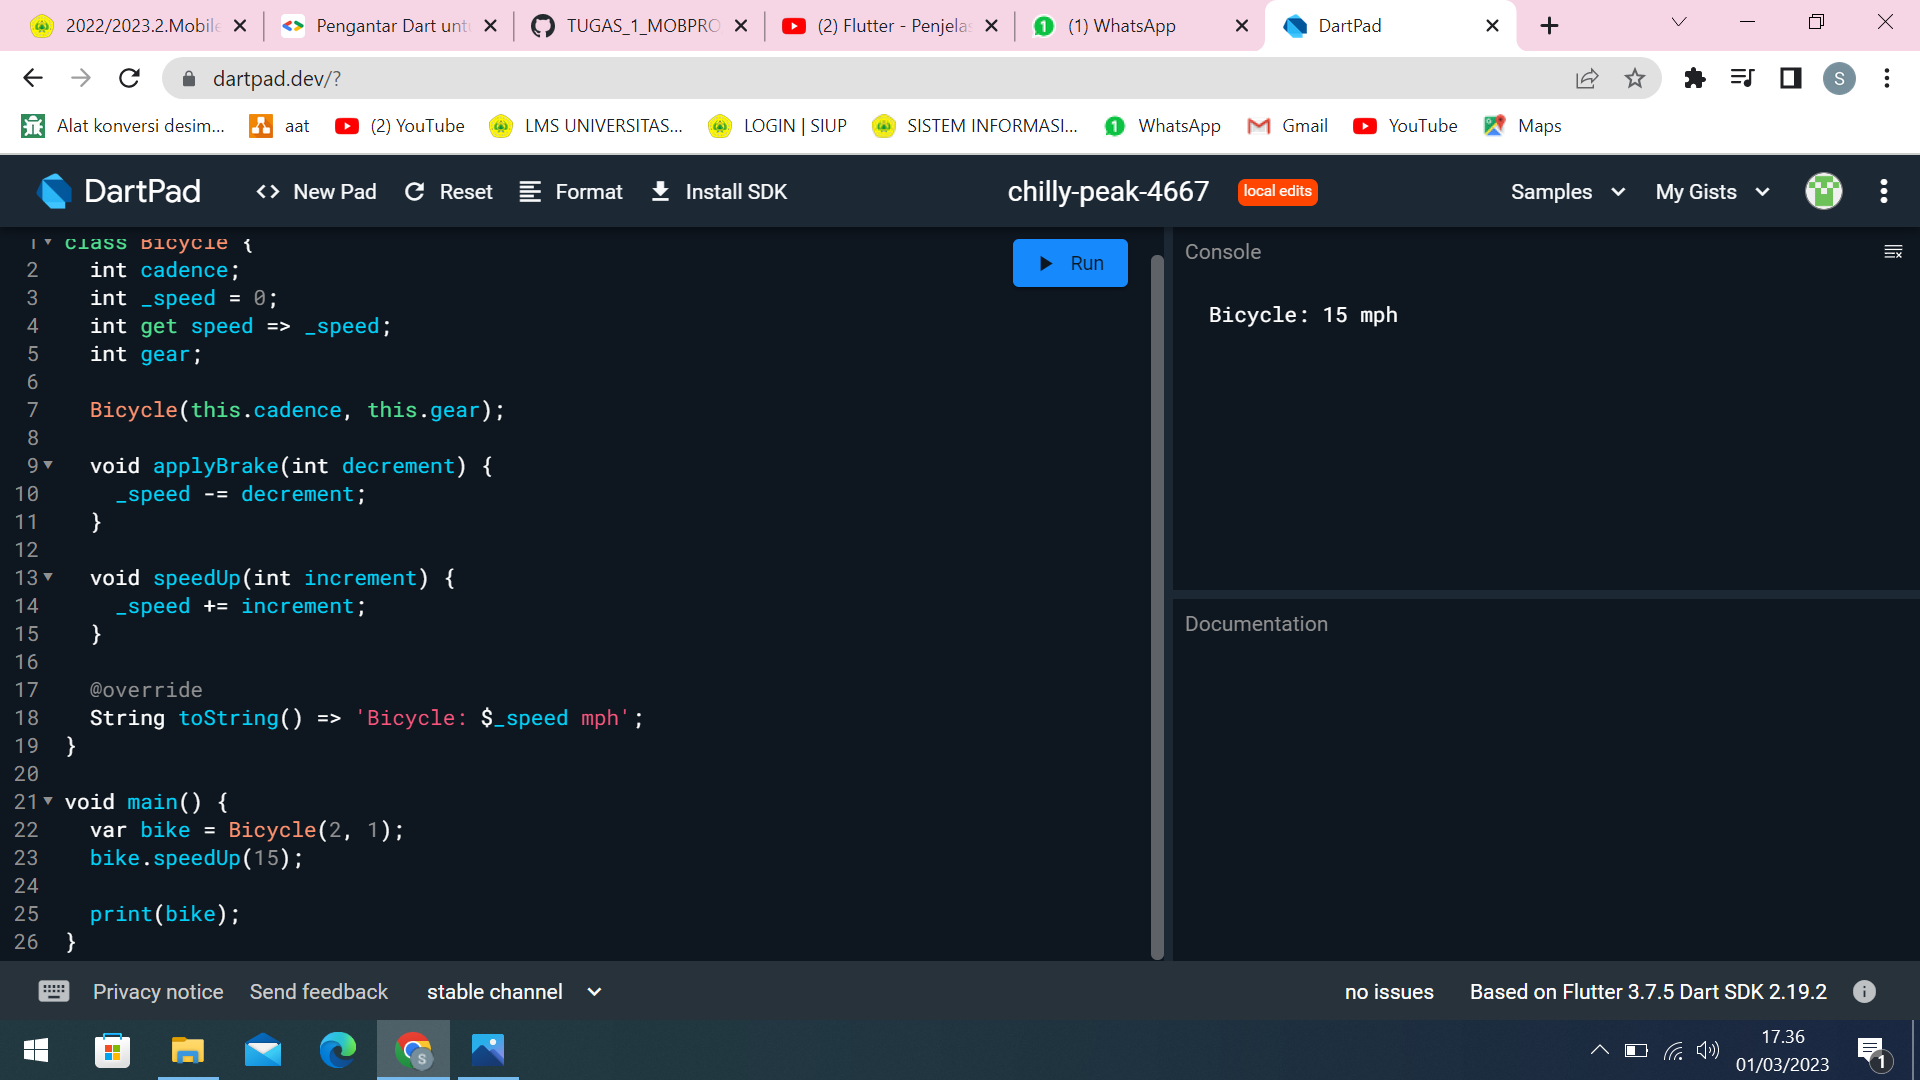 2022/2023.2.Mobile
Pengantar Dart untu
TUGAS_1_MOBPRO
(2) Flutter - Penjelas
(1) WhatsApp
DartPad
dartpad.dev/?
S
Alat konversi desim...
aat
(2) YouTube
LMS UNIVERSITAS...
LOGIN | SIUP
SISTEM INFORMASI...
WhatsApp
Gmail
YouTube
Maps
DartPad
<> New Pad
Reset
Format
Install SDK
chilly-peak-4667
local edits
Samples
My Gists
1 class Bicycle {
2 int cadence;
3 int _speed = 0;
4 int get speed => _speed;
5 int gear;
6
7 Bicycle(this.cadence, this.gear);
8
9 void applyBrake(int decrement) {
10 _speed -= decrement;
11 }
12
13 void speedUp(int increment) {
14 _speed += increment;
15 }
16
17 @override
18 String toString() => 'Bicycle: $_speed mph';
19 }
20
21 void main() {
22 var bike = Bicycle(2, 1);
23 bike.speedUp(15);
24
25 print(bike);
26 }
Run
Console
Bicycle: 15 mph
Documentation
Privacy notice
Send feedback
stable channel
no issues
Based on Flutter 3.7.5 Dart SDK 2.19.2
17.36
01/03/2023
1